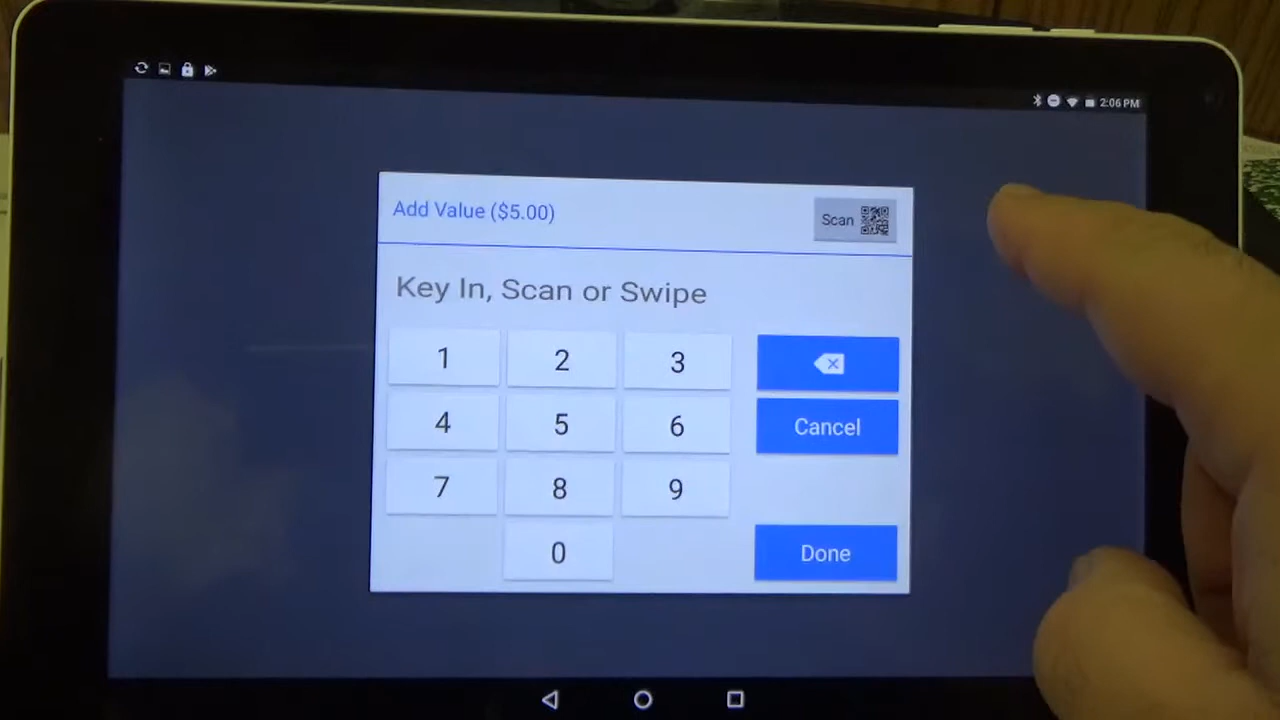 2:06 PM
Add Value ($5.00)
Scan
Key In, Scan or Swipe
1 2 3
4 5 6
Cancel
7 8 9
0
Done